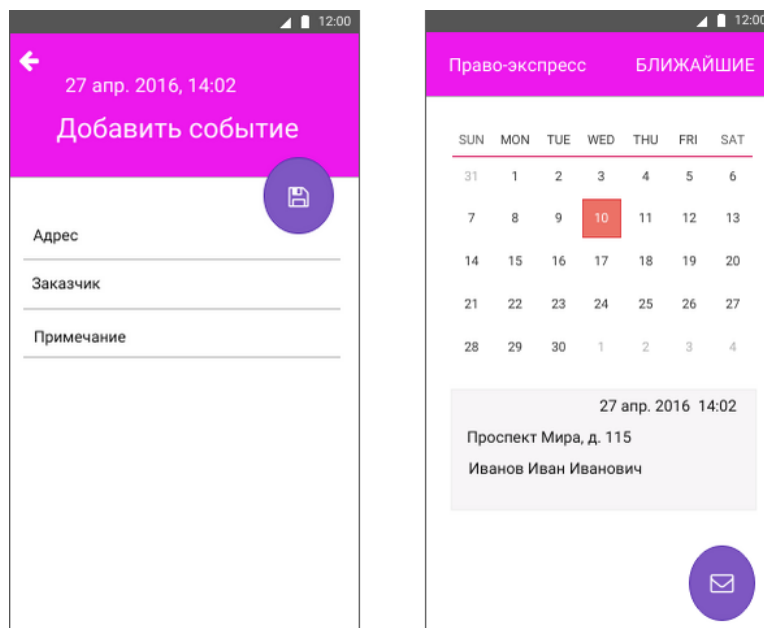 12:00
27 апр. 2016, 14:02
Добавить событие
Адрес
Заказчик
Примечание
12:00
Право-экспресс БЛИЖАЙШИЕ
SUN MON TUE WED THU FRI SAT
31 1 2 3 4 5 6
7 8 9 10 11 12 13
14 15 16 17 18 19 20
21 22 23 24 25 26 27
28 29 30 1 2 3 4
27 апр. 2016 14:02
Проспект Мира, д. 115
Иванов Иван Иванович